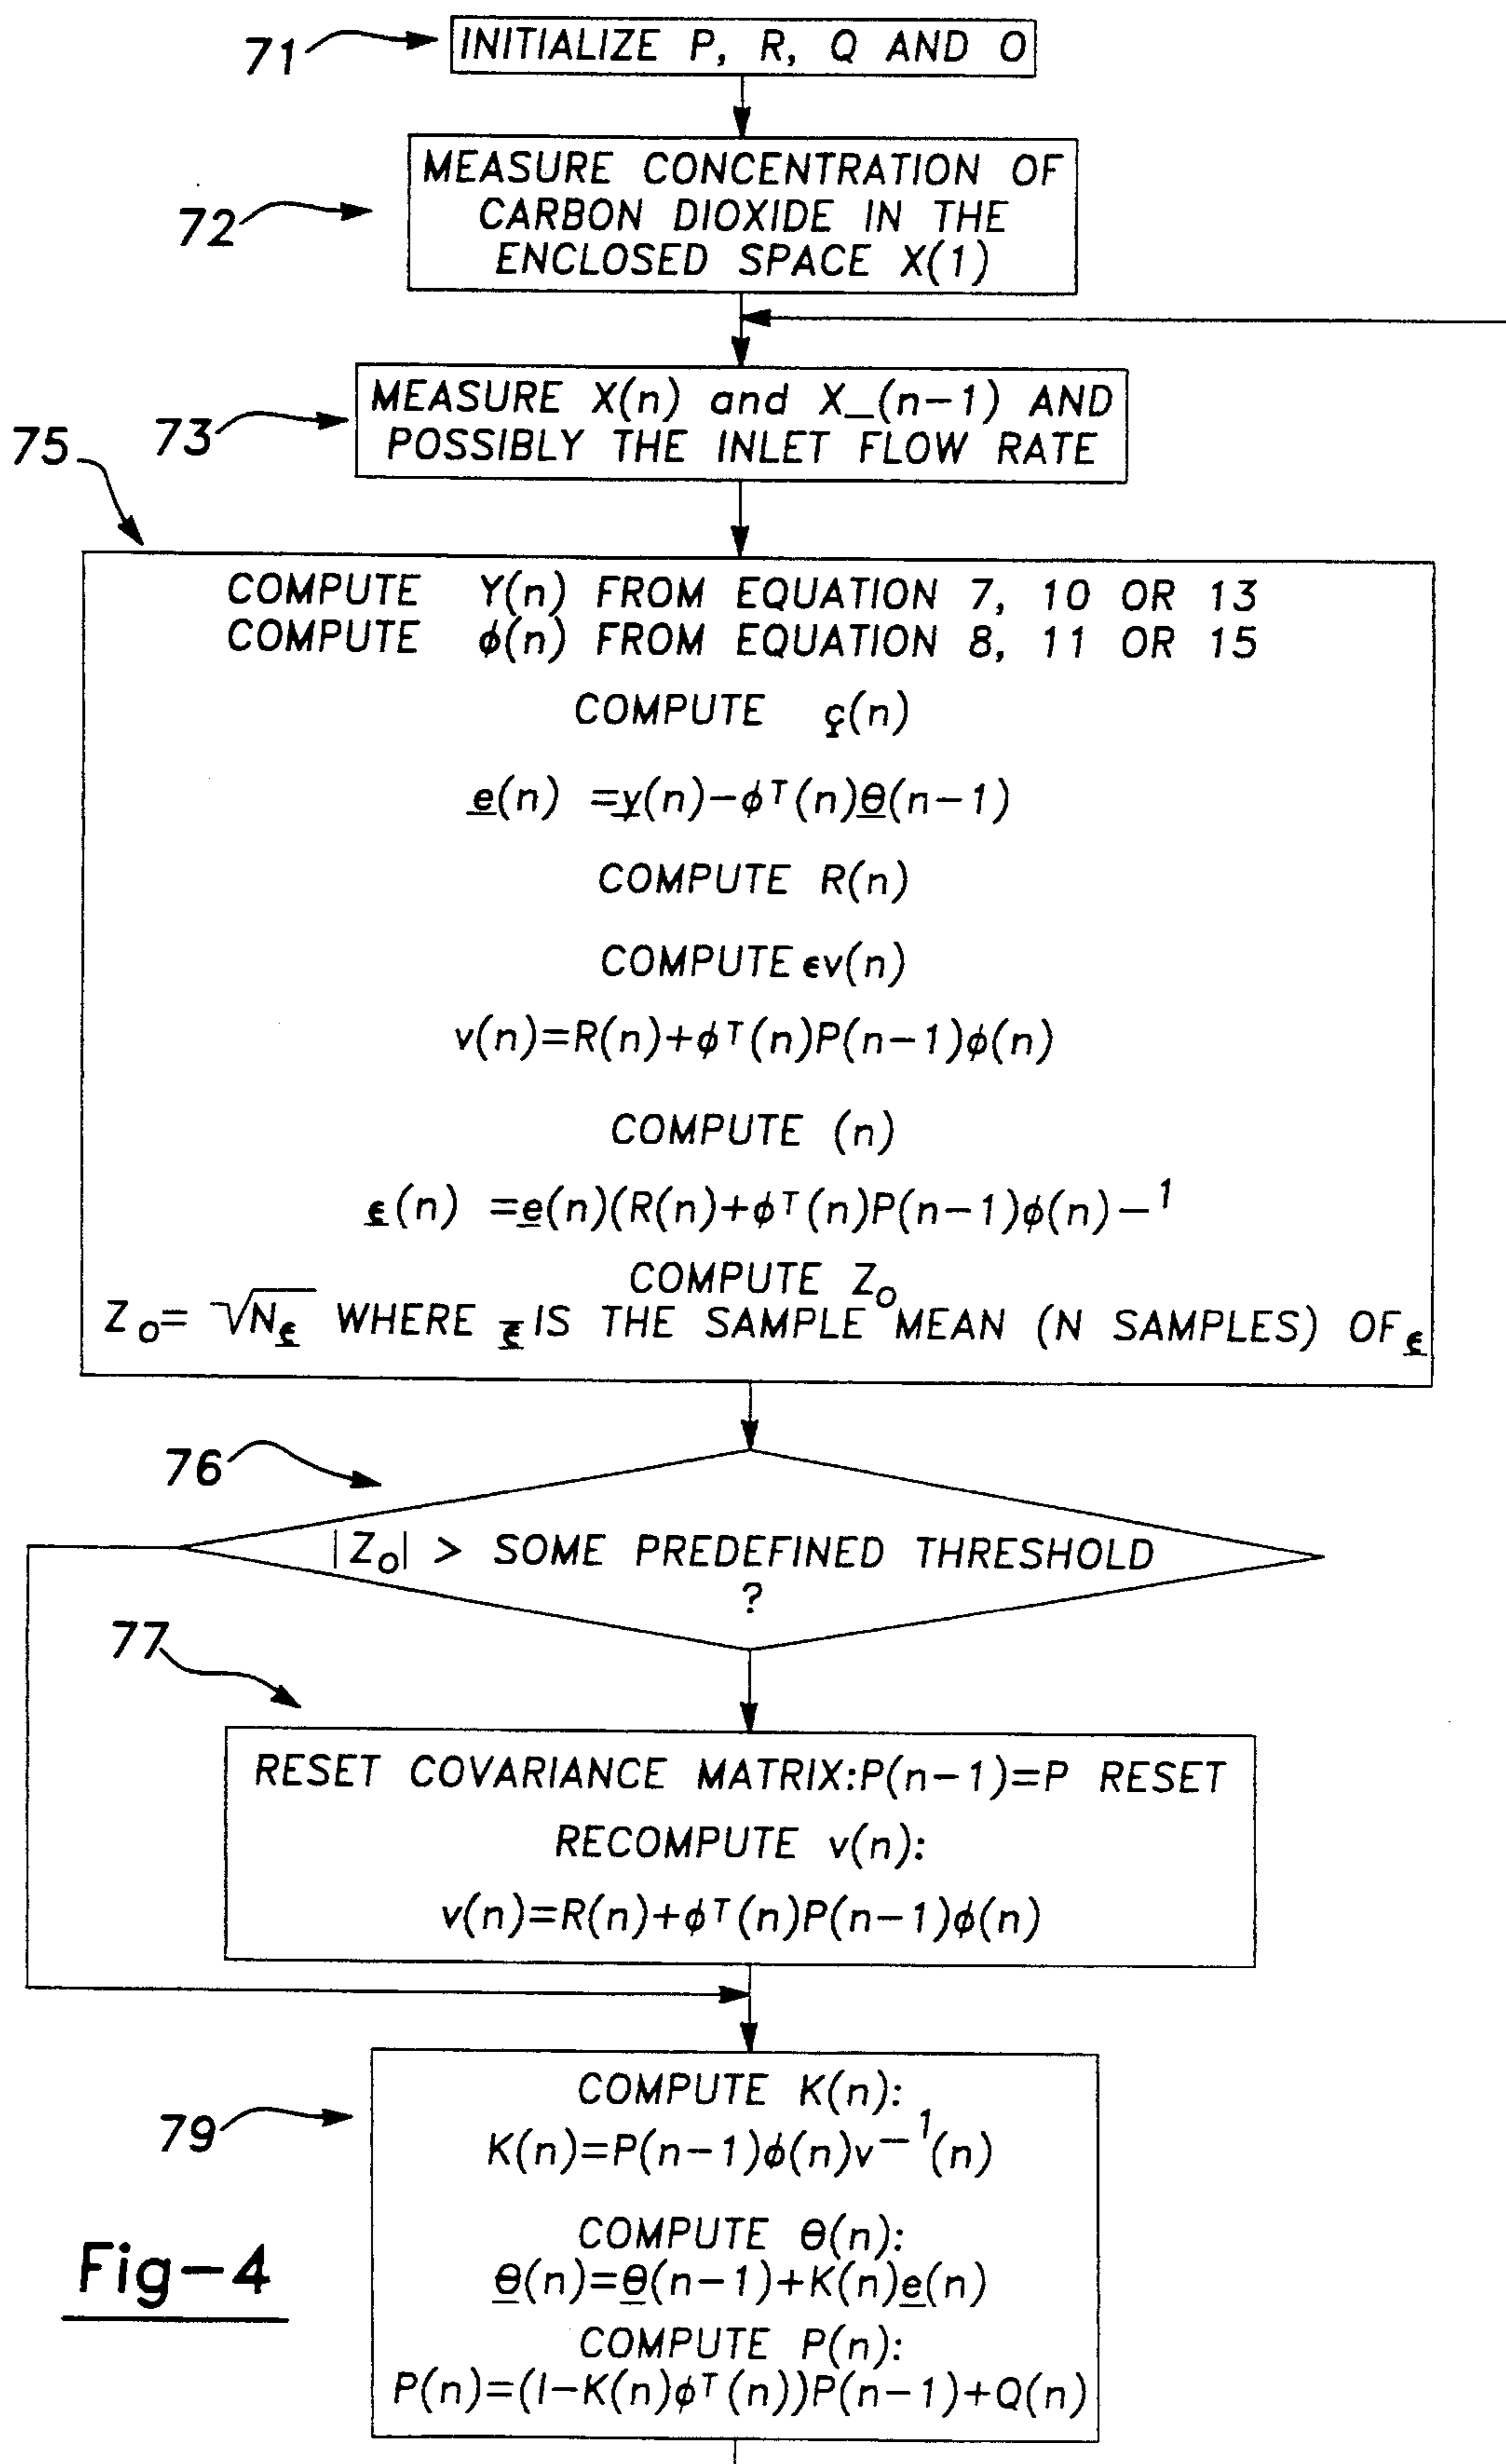 71
INITIALIZE P, R, Q AND O
72
MEASURE CONCENTRATION OF
CARBON DIOXIDE IN THE
ENCLOSED SPACE X(1)
73
MEASURE X(n) and X_(n-1) AND
POSSIBLY THE INLET FLOW RATE
75
COMPUTE Y(n) FROM EQUATION 7, 10 OR 13
COMPUTE ϕ(n) FROM EQUATION 8, 11 OR 15
COMPUTE ç(n)
e(n) =y(n)-ϕᵀ(n)θ(n-1)
COMPUTE R(n)
COMPUTE ϵv(n)
v(n)=R(n)+ϕᵀ(n)P(n-1)ϕ(n)
COMPUTE (n)
ϵ(n) =e(n)(R(n)+ϕᵀ(n)P(n-1)ϕ(n)-¹
COMPUTE Z₀
Z₀= √Nϵ WHERE ϵ̄ IS THE SAMPLE MEAN (N SAMPLES) OF ϵ
76
|Z₀| > SOME PREDEFINED THRESHOLD
?
77
RESET COVARIANCE MATRIX:P(n-1)=P RESET
RECOMPUTE v(n):
v(n)=R(n)+ϕᵀ(n)P(n-1)ϕ(n)
79
COMPUTE K(n):
K(n)=P(n-1)ϕ(n)v⁻¹(n)
COMPUTE θ(n):
θ(n)=θ(n-1)+K(n)e(n)
COMPUTE P(n):
P(n)=(I-K(n)ϕᵀ(n))P(n-1)+Q(n)
Fig-4